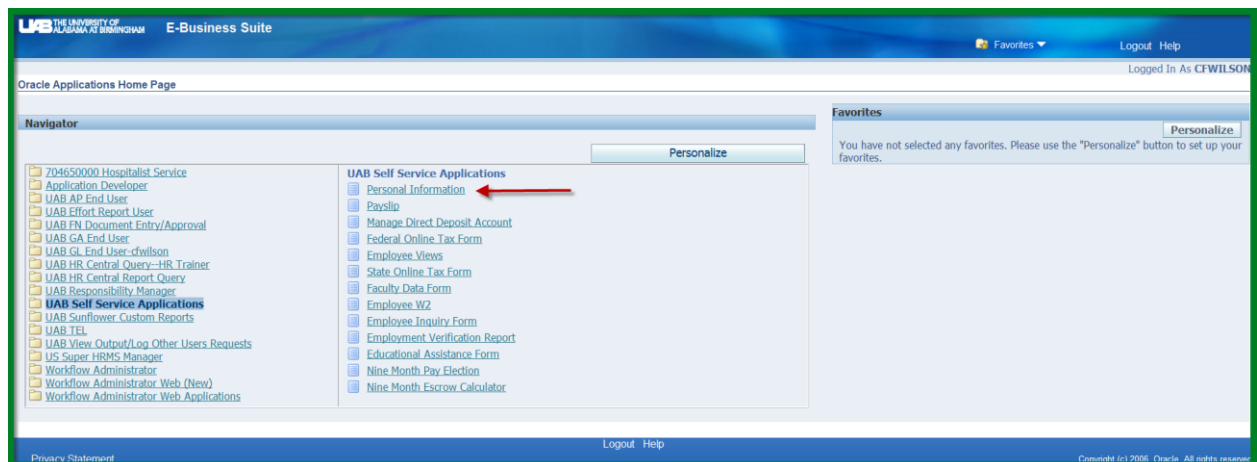 UAB THE UNIVERSITY OF
ALABAMA AT BIRMINGHAM
E-Business Suite
Favorites
Logout Help
Logged In As CFWILSON
Oracle Applications Home Page
Navigator
Personalize
704650000 Hospitalist Service
Application Developer
UAB AP End User
UAB Effort Report User
UAB FN Document Entry/Approval
UAB GA End User
UAB GL End User-cfwilson
UAB HR Central Query--HR Trainer
UAB HR Central Report Query
UAB Responsibility Manager
UAB Self Service Applications
UAB Sunflower Custom Reports
UAB TEL
UAB View Output/Log Other Users Requests
US Super HRMS Manager
Workflow Administrator
Workflow Administrator Web (New)
Workflow Administrator Web Applications
UAB Self Service Applications
Personal Information
Payslip
Manage Direct Deposit Account
Federal Online Tax Form
Employee Views
State Online Tax Form
Faculty Data Form
Employee W2
Employee Inquiry Form
Employment Verification Report
Educational Assistance Form
Nine Month Pay Election
Nine Month Escrow Calculator
Favorites
Personalize
You have not selected any favorites. Please use the "Personalize" button to set up your
favorites.
Logout Help
Privacy Statement
Copyright (c) 2006, Oracle. All rights reserved